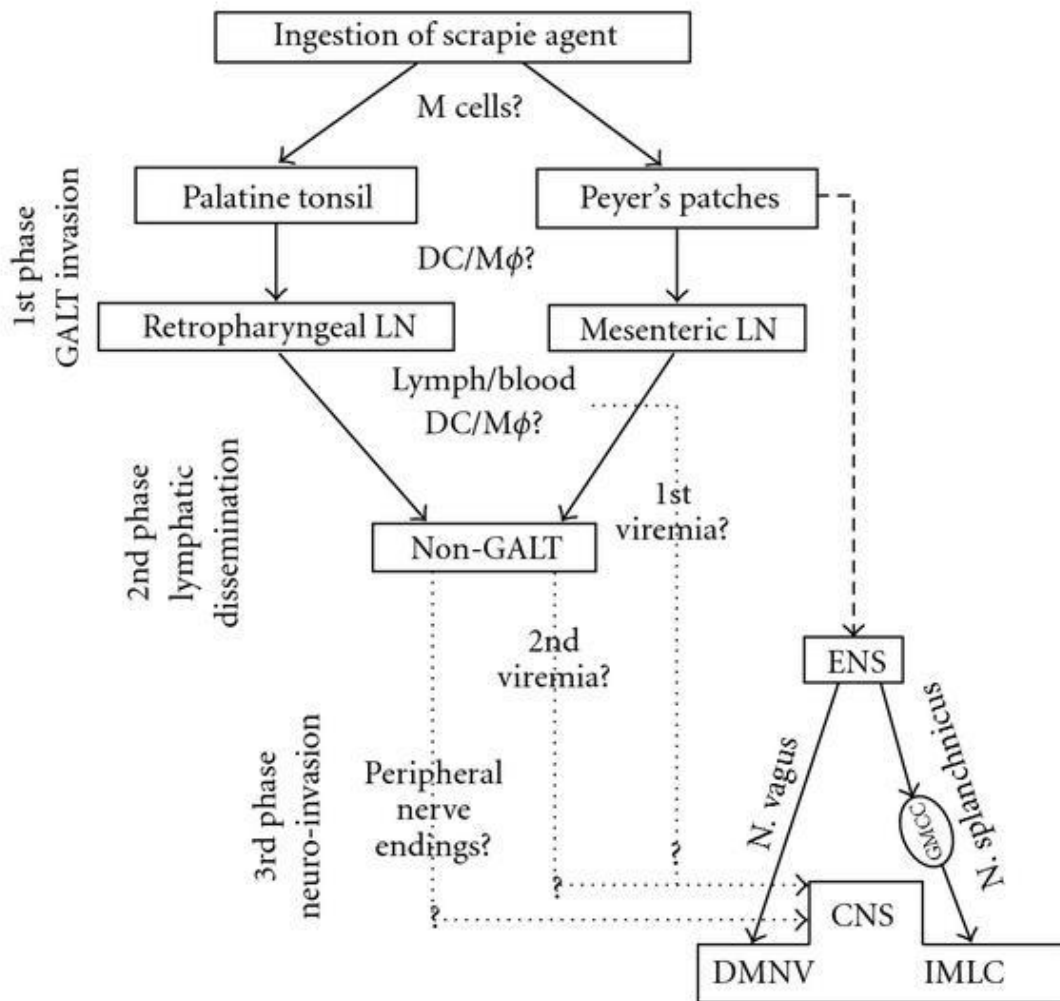 Ingestion of scrapie agent
M cells?
Palatine tonsil
Peyer's patches
1st phase
GALT invasion
DC/Mϕ?
Retropharyngeal LN
Mesenteric LN
Lymph/blood
DC/Mϕ?
2nd phase
lymphatic
dissemination
1st
viremia?
Non-GALT
2nd
viremia?
ENS
3rd phase
neuro-invasion
Peripheral
nerve
endings?
N. vagus
N. splanchnicus
GMCC
?
?
?
CNS
DMNV
IMLC